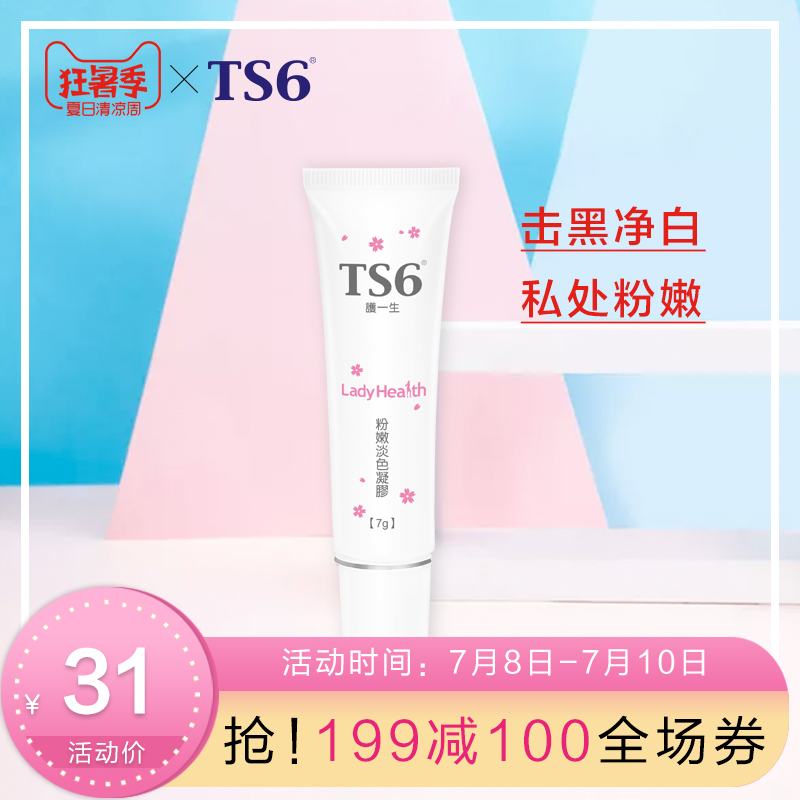 狂暑季
夏日清凉周
TS6®
击黑净白
私处粉嫩
TS6®
護一生
LadyHealth
粉嫩淡色凝膠
【7g】
¥31
活动价
活动时间：7月8日-7月10日
抢！199减100全场券